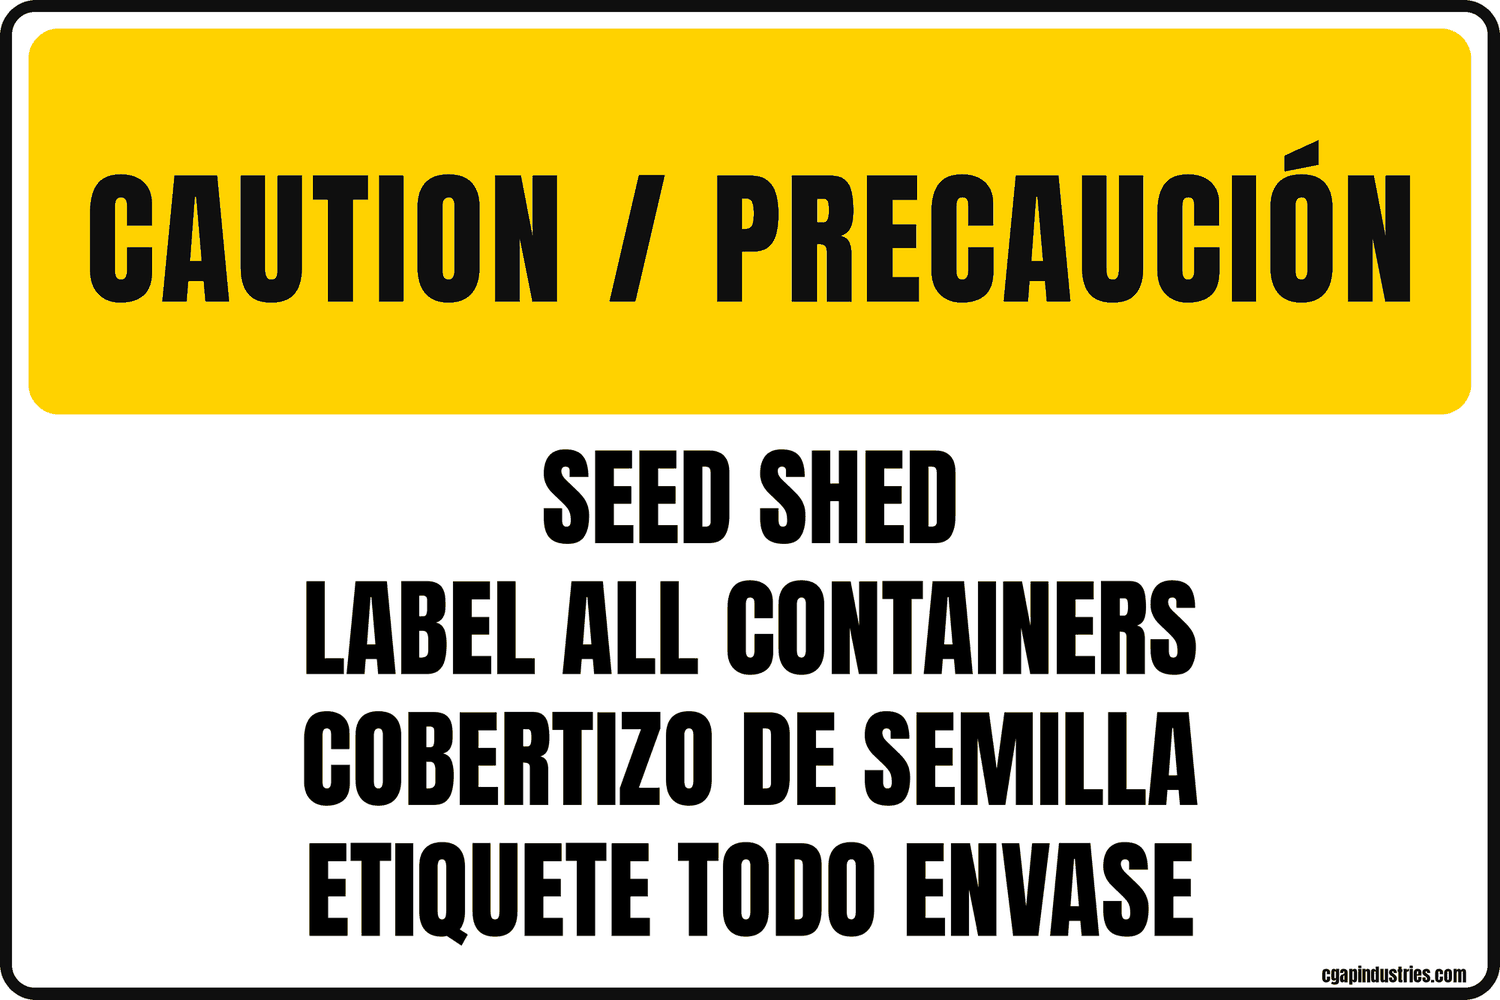 CAUTION / PRECAUCIÓN
SEED SHED
LABEL ALL CONTAINERS
COBERTIZO DE SEMILLA
ETIQUETE TODO ENVASE
cgapindustries.com